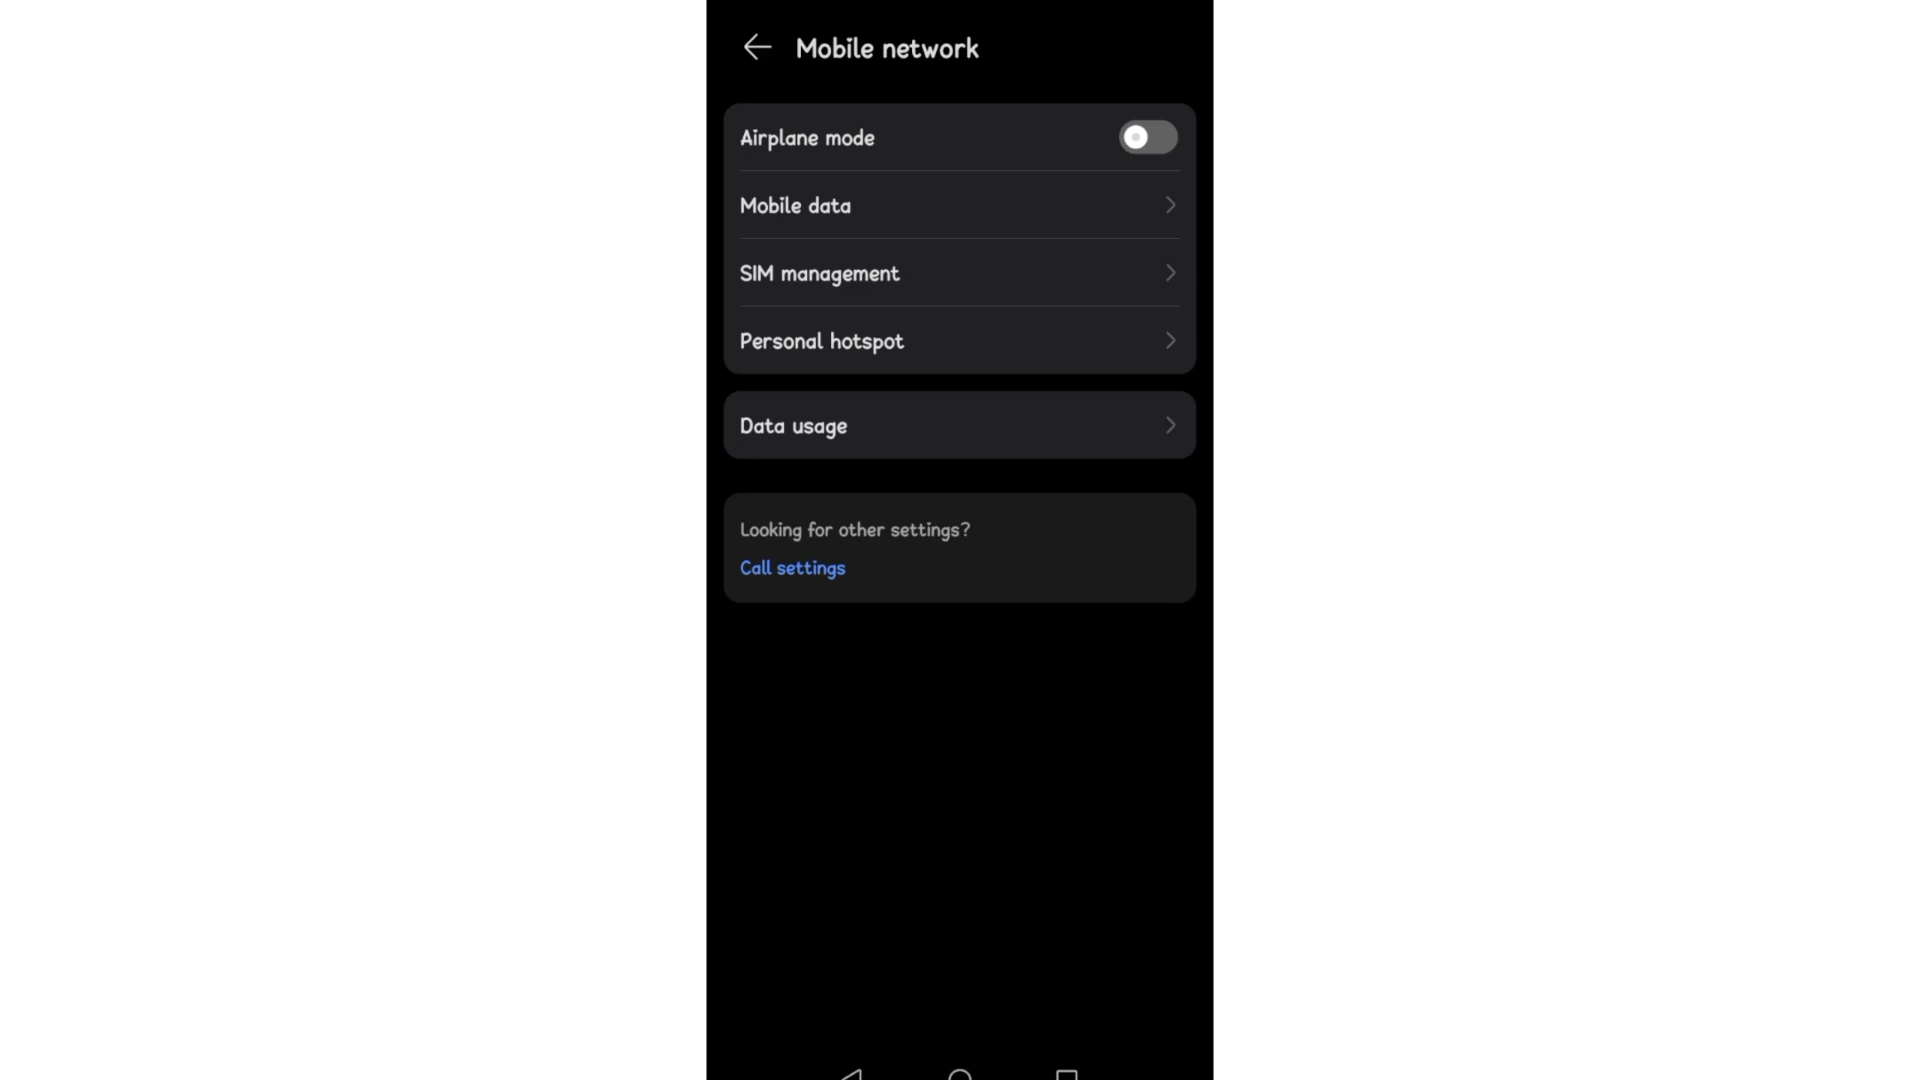 Mobile network
Airplane mode
Mobile data
SIM management
Personal hotspot
Data usage
Looking for other settings?
Call settings